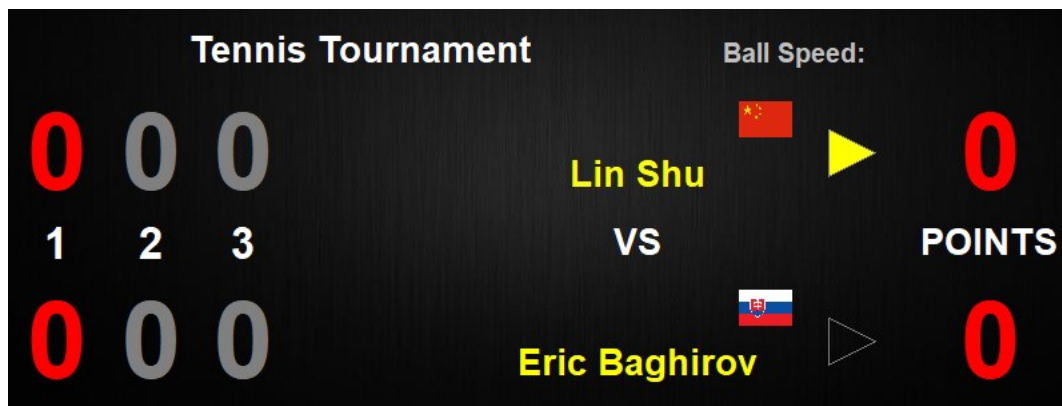 Tennis Tournament Ball Speed:
0 0 0 Lin Shu 0
1 2 3 VS POINTS
0 0 0 Eric Baghirov 0